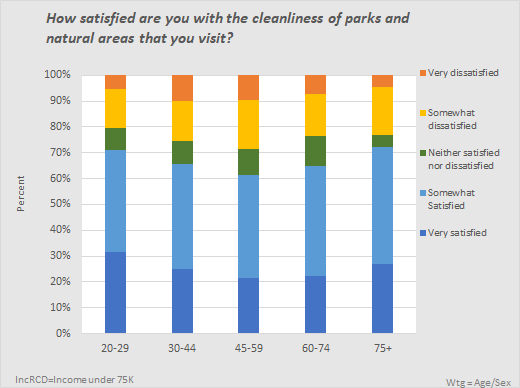 How satisfied are you with the cleanliness of parks and
natural areas that you visit?
100%
90%
80%
70%
60%
50%
40%
30%
20%
10%
0%
Percent
20-29
30-44
45-59
60-74
75+
Very dissatisfied
Somewhat
dissatisfied
Neither satisfied
nor dissatisfied
Somewhat
Satisfied
Very satisfied
IncRCD=Income under 75K
Wtg = Age/Sex